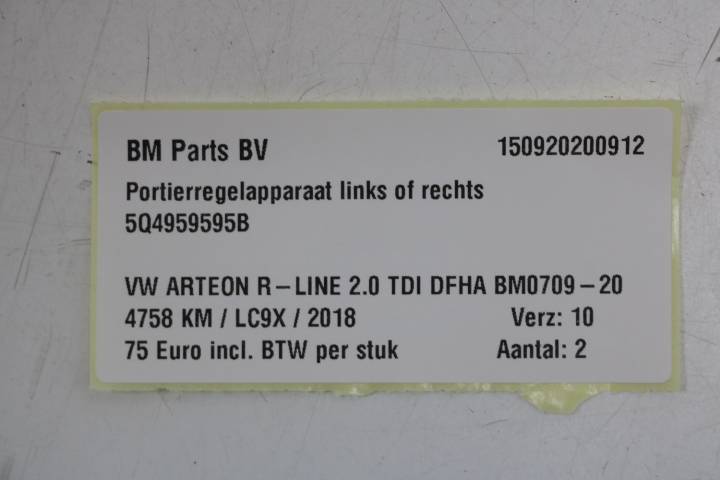 BM Parts BV 150920200912
Portierregelapparaat links of rechts
5Q4959595B
VW ARTEON R-LINE 2.0 TDI DFHA BM0709-20
4758 KM / LC9X / 2018 Verz: 10
75 Euro incl. BTW per stuk Aantal: 2